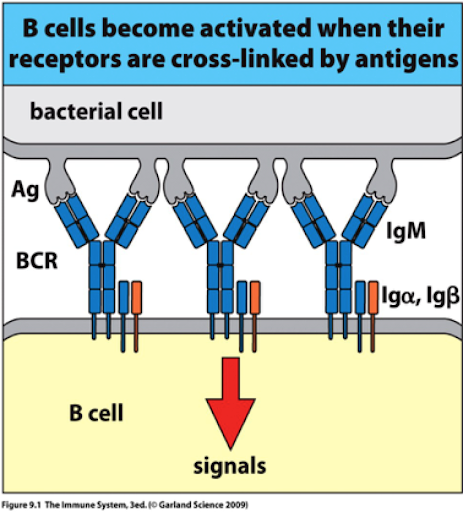 B cells become activated when their
receptors are cross-linked by antigens
bacterial cell
Ag
IgM
BCR
Igα, Igβ
B cell
signals
Figure 9.1 The Immune System, 3ed. (© Garland Science 2009)